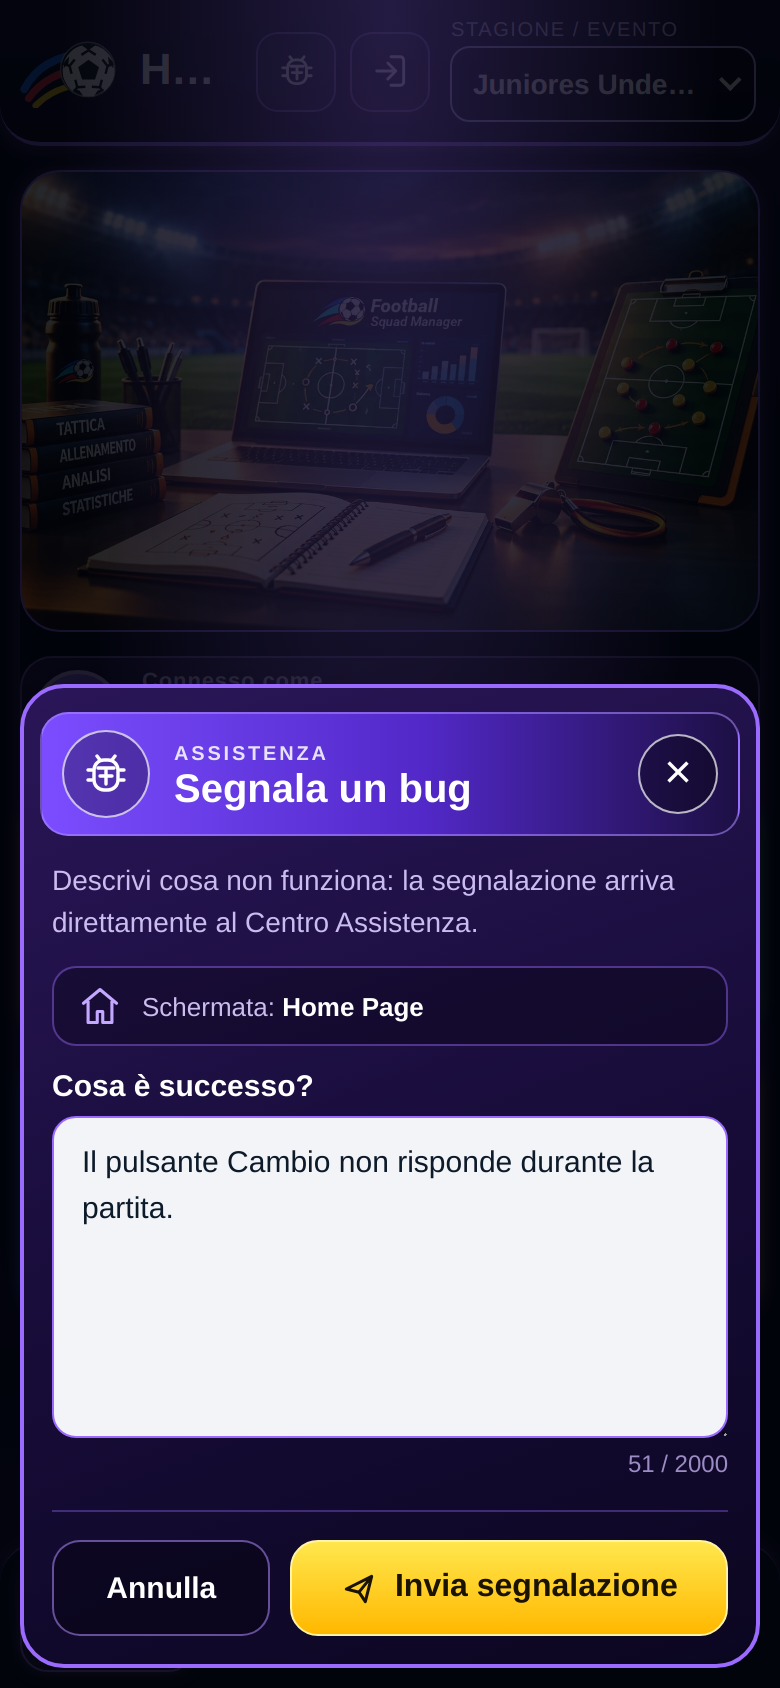 STAGIONE / EVENTO
H...
Juniores Unde...
Football
Squad Manager
TATTICA
ALLENAMENTO
ANALISI
STATISTICHE
Connesso come
ASSISTENZA
Segnala un bug
Descrivi cosa non funziona: la segnalazione arriva
direttamente al Centro Assistenza.
Schermata: Home Page
Cosa è successo?
Il pulsante Cambio non risponde durante la
partita.
51 / 2000
Annulla
Invia segnalazione